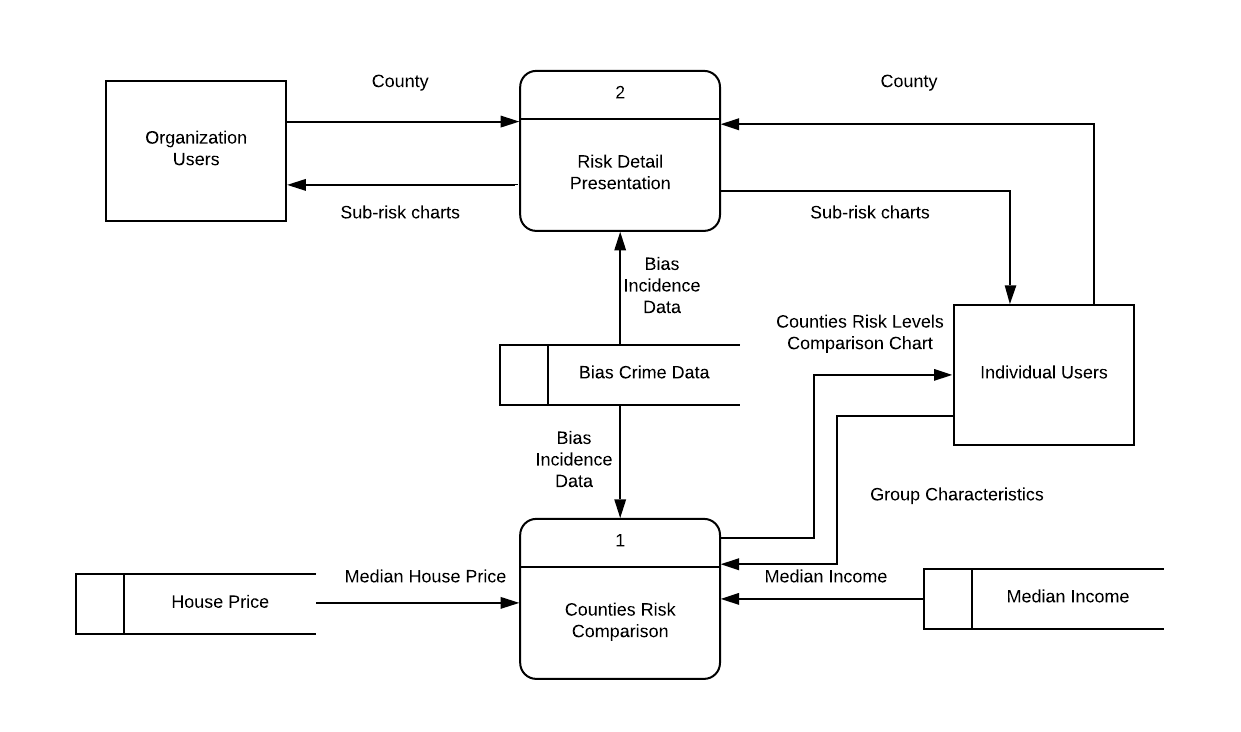 County
2
County
Organization
Users
Risk Detail
Presentation
Sub-risk charts
Sub-risk charts
Bias
Incidence
Data
Counties Risk Levels
Comparison Chart
Bias Crime Data
Individual Users
Bias
Incidence
Data
Group Characteristics
1
Median House Price
Median Income
House Price
Counties Risk
Comparison
Median Income